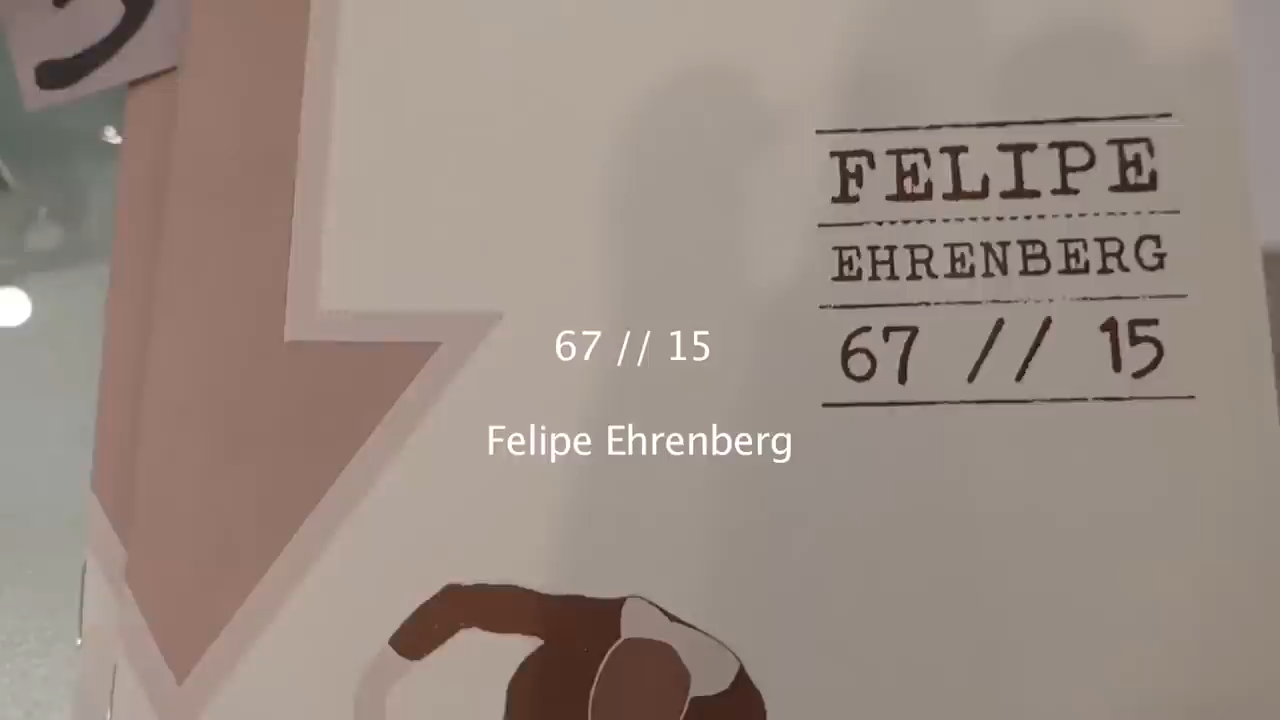 FELIPE
EHRENBERG
67 // 15
67 // 15
Felipe Ehrenberg